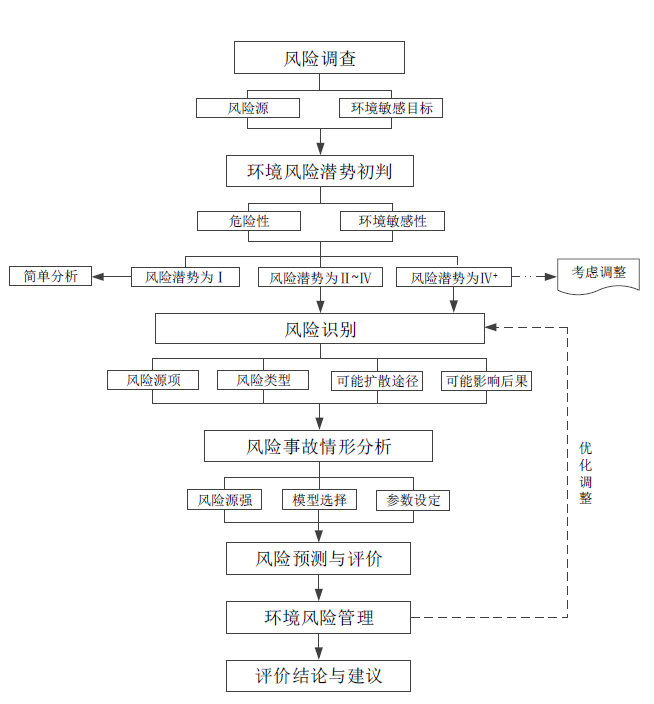 风险调查
风险源
环境敏感目标
环境风险潜势初判
危险性
环境敏感性
简单分析
风险潜势为Ⅰ
风险潜势为Ⅱ~Ⅳ
风险潜势为Ⅳ⁺
考虑调整
风险识别
风险源项
风险类型
可能扩散途径
可能影响后果
风险事故情形分析
风险源强
模型选择
参数设定
优化调整
风险预测与评价
环境风险管理
评价结论与建议